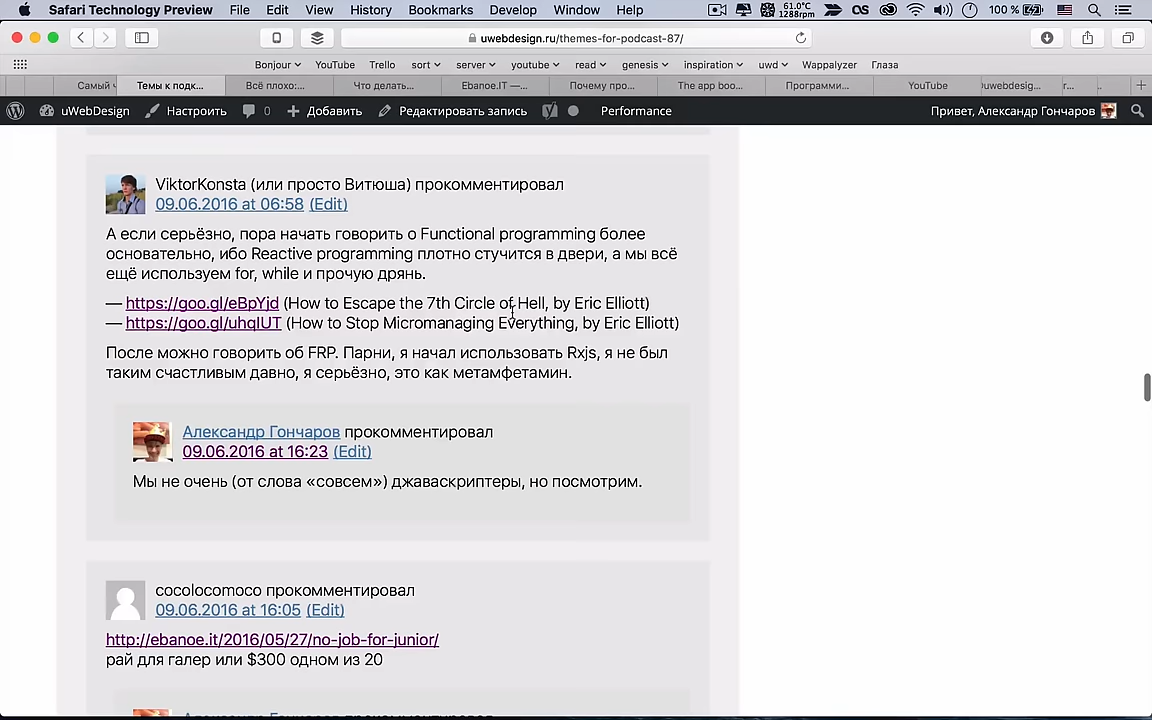 Safari Technology Preview File Edit View History Bookmarks Develop Window Help 61.0°C 1288rpm 100 %
uwebdesign.ru/themes-for-podcast-87/
Bonjour YouTube Trello sort server youtube read genesis inspiration uwd Wappalyzer Глаза
Самый Темы к подк... Всё плохо:... Что делать... Ebanoe.IT —... Почему про... The app boo... Программи... YouTube
uWebDesign Настроить 0 Добавить Редактировать запись Performance Привет, Александр Гончаров
ViktorKonsta (или просто Витюша) прокомментировал
09.06.2016 at 06:58 (Edit)
А если серьёзно, пора начать говорить о Functional programming более
основательно, ибо Reactive programming плотно стучится в двери, а мы всё
ещё используем for, while и прочую дрянь.
— https://goo.gl/eBpYjd (How to Escape the 7th Circle of Hell, by Eric Elliott)
— https://goo.gl/uhqIUT (How to Stop Micromanaging Everything, by Eric Elliott)
После можно говорить об FRP. Парни, я начал использовать Rxjs, я не был
таким счастливым давно, я серьёзно, это как метамфетамин.
Александр Гончаров прокомментировал
09.06.2016 at 16:23 (Edit)
Мы не очень (от слова «совсем») джаваскриптеры, но посмотрим.
cocolocomoco прокомментировал
09.06.2016 at 16:05 (Edit)
http://ebanoe.it/2016/05/27/no-job-for-junior/
рай для галер или $300 одном из 20